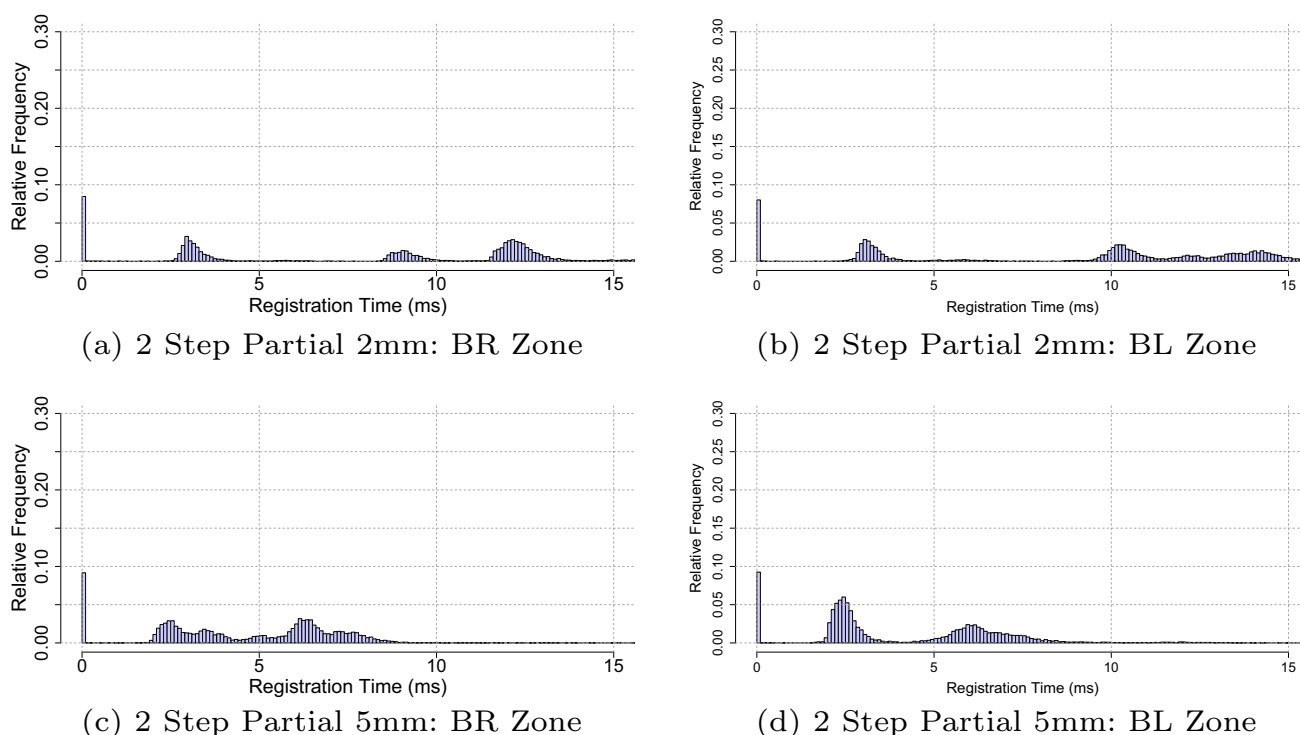 Relative Frequency
0.00 0.10 0.20 0.30
0 5 10 15
Registration Time (ms)
(a) 2 Step Partial 2mm: BR Zone
Relative Frequency
0.00 0.05 0.10 0.15 0.20 0.25 0.30
0 5 10 15
Registration Time (ms)
(b) 2 Step Partial 2mm: BL Zone
Relative Frequency
0.00 0.10 0.20 0.30
0 5 10 15
Registration Time (ms)
(c) 2 Step Partial 5mm: BR Zone
Relative Frequency
0.00 0.05 0.10 0.15 0.20 0.25 0.30
0 5 10 15
Registration Time (ms)
(d) 2 Step Partial 5mm: BL Zone